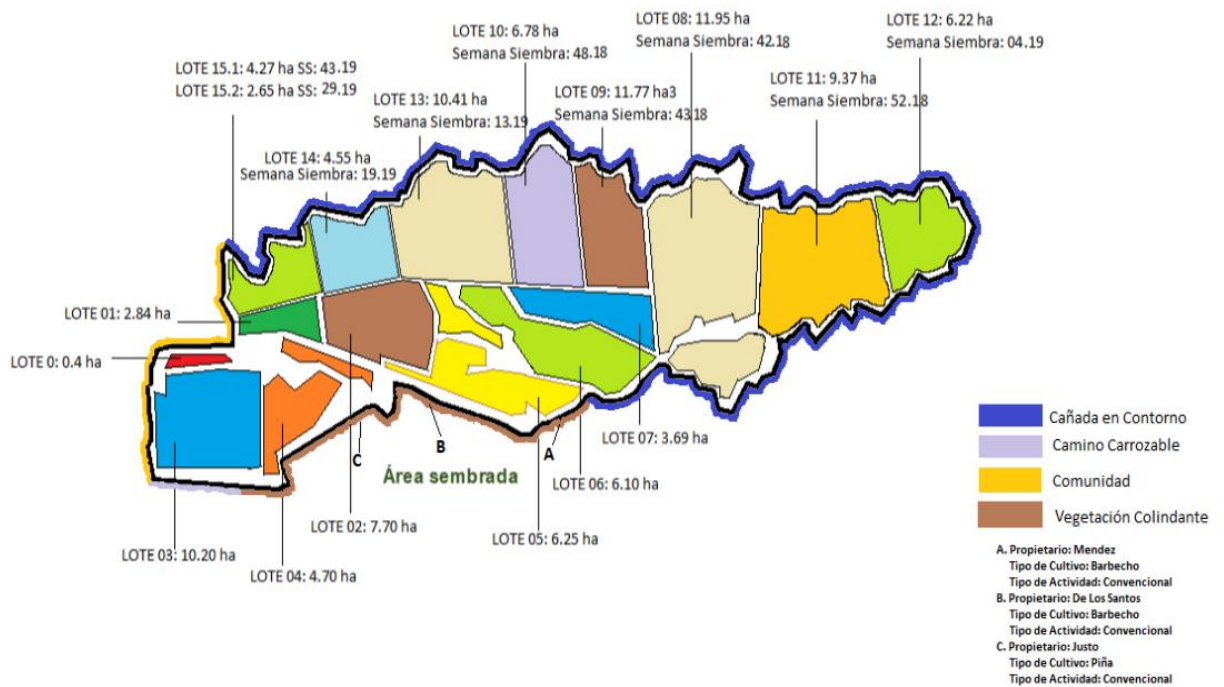 LOTE 08: 11.95 ha
Semana Siembra: 42.18
LOTE 12: 6.22 ha
Semana Siembra: 04.19
LOTE 10: 6.78 ha
Semana Siembra: 48.18
LOTE 15.1: 4.27 ha SS: 43.19
LOTE 15.2: 2.65 ha SS: 29.19
LOTE 13: 10.41 ha
Semana Siembra: 13.19
LOTE 09: 11.77 ha3
Semana Siembra: 43.18
LOTE 11: 9.37 ha
Semana Siembra: 52.18
LOTE 14: 4.55 ha
Semana Siembra: 19.19
LOTE 01: 2.84 ha
LOTE 0: 0.4 ha
LOTE 07: 3.69 ha
B
A
C
Área sembrada
LOTE 06: 6.10 ha
LOTE 02: 7.70 ha
LOTE 05: 6.25 ha
LOTE 03: 10.20 ha
LOTE 04: 4.70 ha
Cañada en Contorno
Camino Carrozable
Comunidad
Vegetación Colindante
A. Propietario: Mendez
Tipo de Cultivo: Barbecho
Tipo de Actividad: Convencional
B. Propietario: De Los Santos
Tipo de Cultivo: Barbecho
Tipo de Actividad: Convencional
C. Propietario: Justo
Tipo de Cultivo: Piña
Tipo de Actividad: Convencional